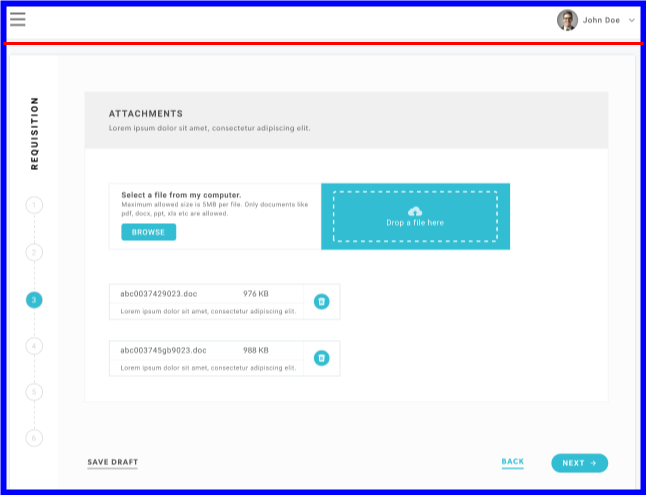 John Doe
REQUISITION
1
2
3
4
5
6
ATTACHMENTS
Lorem ipsum dolor sit amet, consectetur adipiscing elit.
Select a file from my computer.
Maximum allowed size is 5MB per file. Only documents like
pdf, docx, ppt, xls etc are allowed.
BROWSE
Drop a file here
abc0037429023.doc 976 KB
Lorem ipsum dolor sit amet, consectetur adipiscing elit.
abc003745gb9023.doc 988 KB
Lorem ipsum dolor sit amet, consectetur adipiscing elit.
SAVE DRAFT
BACK
NEXT →